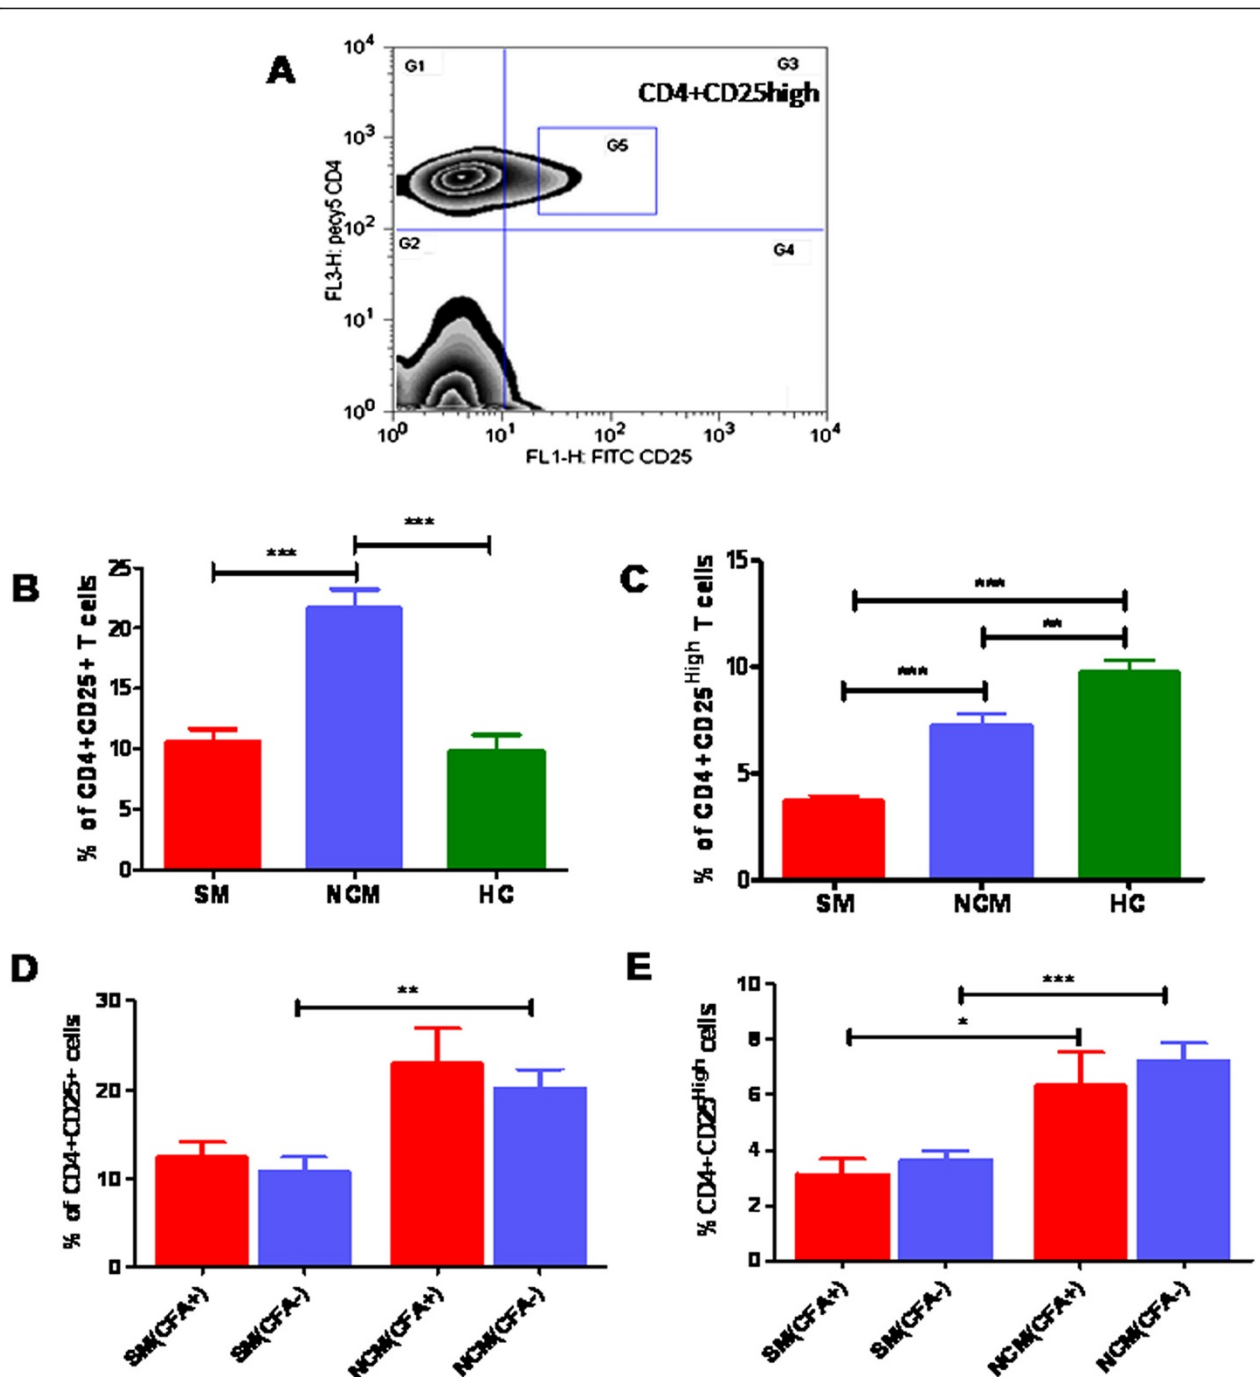 A
10^4
G1
G3
CD4+CD25high
10^3
G5
FL3-H: pecy5 CD4
10^2
G2
G4
10^1
10^0
10^0 10^1 10^2 10^3 10^4
FL1-H: FITC CD25
B
*** ***
% of CD4+CD25+ T cells
25
20
15
10
5
0
SM NCM HC
C
***
**
***
% of CD4+CD25High T cells
15
10
5
0
SM NCM HC
D
**
% of CD4+CD25+ cells
30
20
10
0
SM(CFA+) SM(CFA-) NCM(CFA+) NCM(CFA-)
E
***
*
% CD4+CD25High cells
10
8
6
4
2
0
SM(CFA+) SM(CFA-) NCM(CFA+) NCM(CFA-)